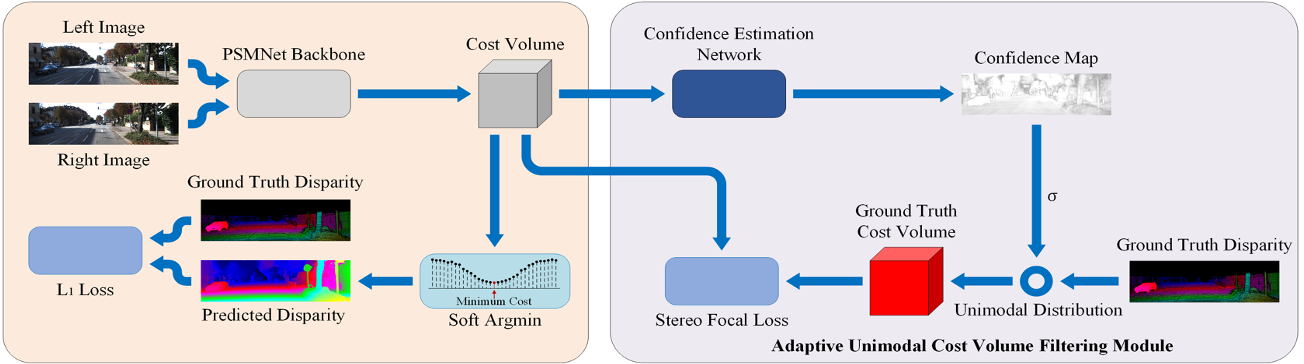 Left Image
Right Image
PSMNet Backbone
Cost Volume
Ground Truth Disparity
L₁ Loss
Predicted Disparity
Minimum Cost
Soft Argmin
Confidence Estimation
Network
Confidence Map
σ
Ground Truth
Cost Volume
Ground Truth Disparity
Stereo Focal Loss
Unimodal Distribution
Adaptive Unimodal Cost Volume Filtering Module